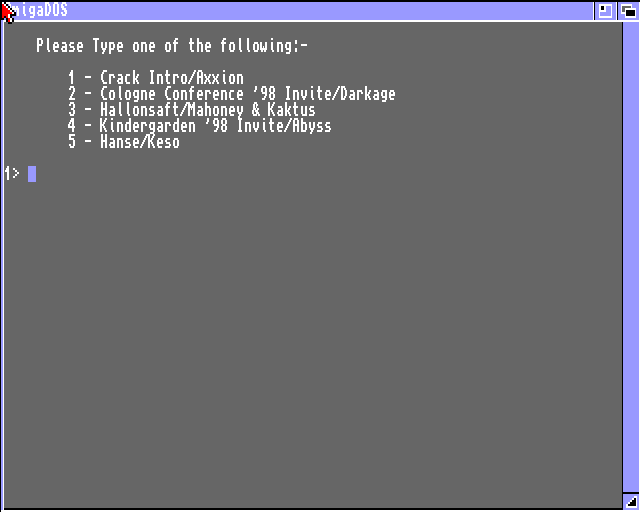 migaDOS
Please Type one of the following:-
1 - Crack Intro/Axxion
2 - Cologne Conference '98 Invite/Darkage
3 - Hallonsaft/Mahoney & Kaktus
4 - Kindergarden '98 Invite/Abyss
5 - Hanse/Keso
1>